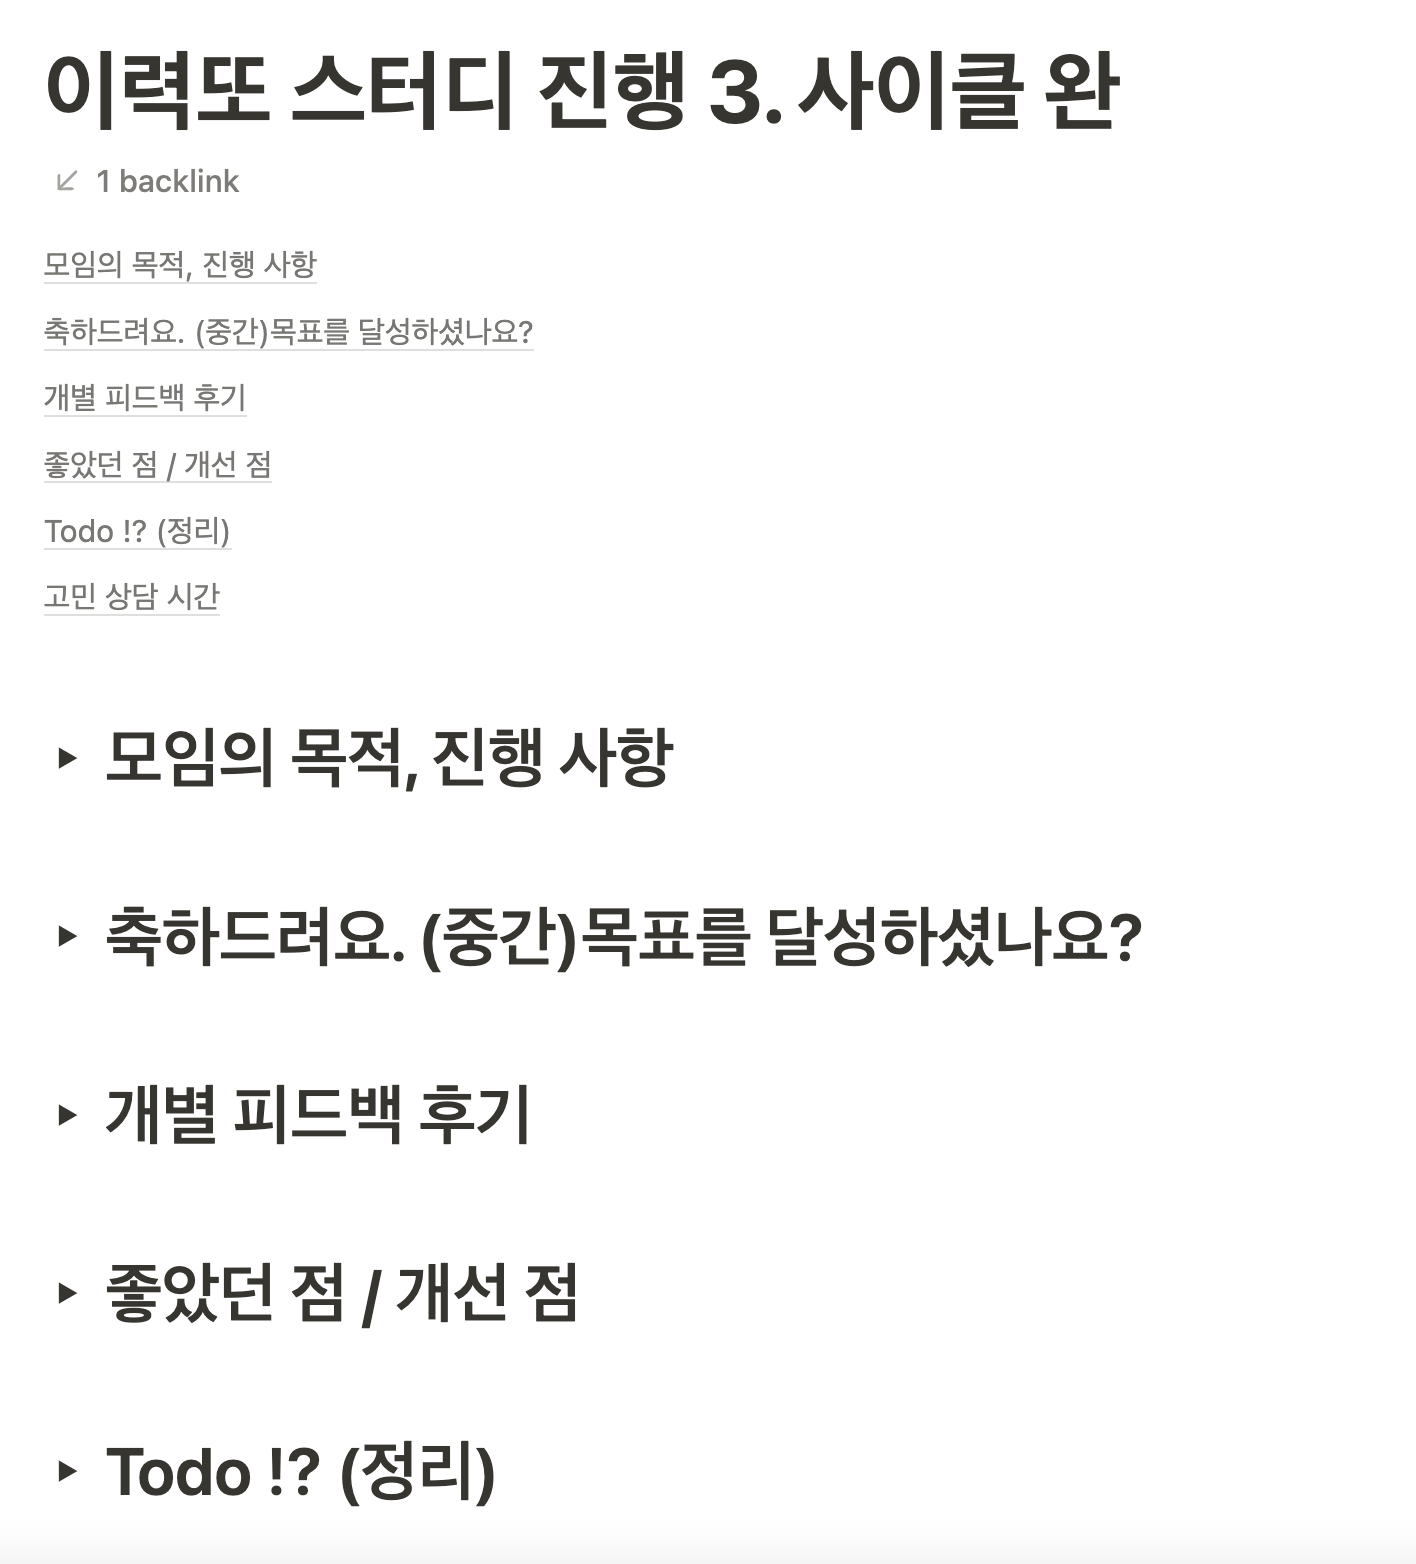 이력또 스터디 진행 3. 사이클 완
1 backlink
모임의 목적, 진행 사항
축하드려요. (중간)목표를 달성하셨나요?
개별 피드백 후기
좋았던 점 / 개선 점
Todo !? (정리)
고민 상담 시간
모임의 목적, 진행 사항
축하드려요. (중간)목표를 달성하셨나요?
개별 피드백 후기
좋았던 점 / 개선 점
Todo !? (정리)